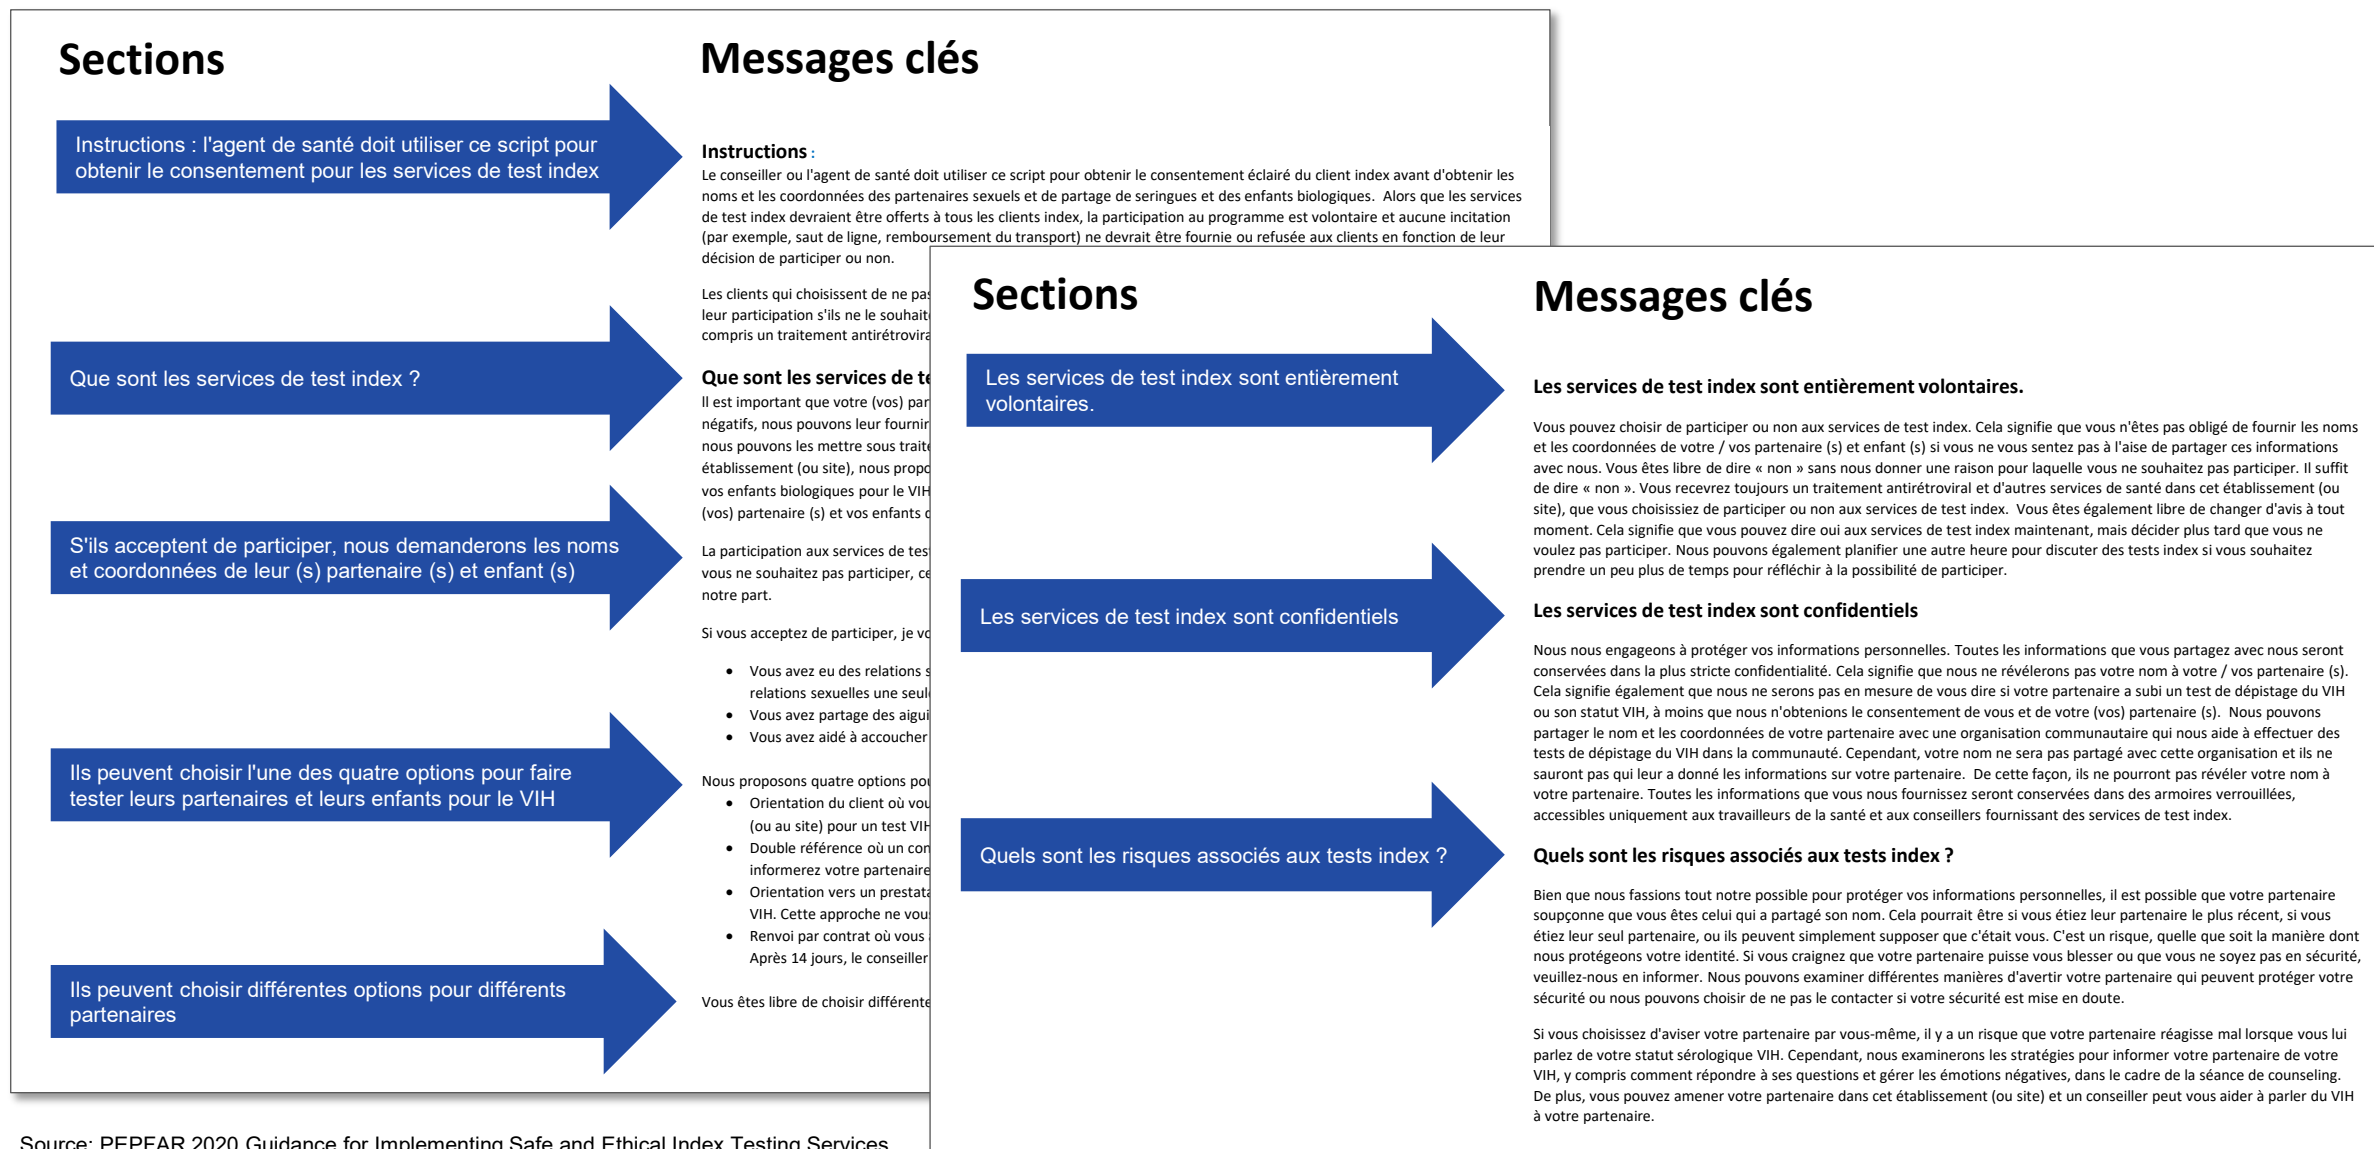 Sections
Messages clés
Instructions : l'agent de santé doit utiliser ce script pour
obtenir le consentement pour les services de test index
Que sont les services de test index ?
S'ils acceptent de participer, nous demanderons les noms
et coordonnées de leur (s) partenaire (s) et enfant (s)
Ils peuvent choisir l'une des quatre options pour faire
tester leurs partenaires et leurs enfants pour le VIH
Ils peuvent choisir différentes options pour différents
partenaires
Instructions :
Le conseiller ou l'agent de santé doit utiliser ce script pour obtenir le consentement éclairé du client index avant d'obtenir les
noms et les coordonnées des partenaires sexuels et de partage de seringues et des enfants biologiques. Alors que les services
de test index devraient être offerts à tous les clients index, la participation au programme est volontaire et aucune incitation
(par exemple, saut de ligne, remboursement du transport) ne devrait être fournie ou refusée aux clients en fonction de leur
décision de participer ou non.
Les clients qui choisissent de ne pas
leur participation s'ils ne le
compris un traitement
Que sont les services de
Il est important que votre (vos)
négatifs, nous pouvons leur fournir
nous pouvons les mettre sous
établissement (ou site), nous
vos enfants biologiques pour le VIH
(vos) partenaire (s) et vos enfants
La participation aux services de
vous ne souhaitez pas participer,
notre part.
Si vous acceptez de participer, je
• Vous avez eu des relations
relations sexuelles une
• Vous avez partage des
• Vous avez aidé à accoucher
Nous proposons quatre options
• Orientation du client où
(ou au site) pour un test VIH
• Double référence où un
informerez votre partenaire
• Orientation vers un
VIH. Cette approche ne
• Renvoi par contrat où vous
Après 14 jours, le conseiller
Vous êtes libre de choisir
Source: PEPFAR 2020 Guidance for Implementing Safe and Ethical Index Testing Services
Sections
Messages clés
Les services de test index sont entièrement
volontaires.
Les services de test index sont confidentiels
Quels sont les risques associés aux tests index ?
Les services de test index sont entièrement volontaires.
Vous pouvez choisir de participer ou non aux services de test index. Cela signifie que vous n'êtes pas obligé de fournir les noms
et les coordonnées de votre / vos partenaire (s) et enfant (s) si vous ne vous sentez pas à l'aise de partager ces informations
avec nous. Vous êtes libre de dire « non » sans nous donner une raison pour laquelle vous ne souhaitez pas participer. Il suffit
de dire « non ». Vous recevrez toujours un traitement antirétroviral et d'autres services de santé dans cet établissement (ou
site), que vous choisissiez de participer ou non aux services de test index. Vous êtes également libre de changer d'avis à tout
moment. Cela signifie que vous pouvez dire oui aux services de test index maintenant, mais décider plus tard que vous ne
voulez pas participer. Nous pouvons également planifier une autre heure pour discuter des tests index si vous souhaitez
prendre un peu plus de temps pour réfléchir à la possibilité de participer.
Les services de test index sont confidentiels
Nous nous engageons à protéger vos informations personnelles. Toutes les informations que vous partagez avec nous seront
conservées dans la plus stricte confidentialité. Cela signifie que nous ne révélerons pas votre nom à votre / vos partenaire (s).
Cela signifie également que nous ne serons pas en mesure de vous dire si votre partenaire a subi un test de dépistage du VIH
ou son statut VIH, à moins que nous n'obtenions le consentement de vous et de votre (vos) partenaire (s). Nous pouvons
partager le nom et les coordonnées de votre partenaire avec une organisation communautaire qui nous aide à effectuer des
tests de dépistage du VIH dans la communauté. Cependant, votre nom ne sera pas partagé avec cette organisation et ils ne
sauront pas qui leur a donné les informations sur votre partenaire. De cette façon, ils ne pourront pas révéler votre nom à
votre partenaire. Toutes les informations que vous nous fournissez seront conservées dans des armoires verrouillées,
accessibles uniquement aux travailleurs de la santé et aux conseillers fournissant des services de test index.
Quels sont les risques associés aux tests index ?
Bien que nous fassions tout notre possible pour protéger vos informations personnelles, il est possible que votre partenaire
soupçonne que vous êtes celui qui a partagé son nom. Cela pourrait être si vous étiez leur partenaire le plus récent, si vous
étiez leur seul partenaire, ou ils peuvent simplement supposer que c'était vous. C'est un risque, quelle que soit la manière dont
nous protégeons votre identité. Si vous craignez que votre partenaire puisse vous blesser ou que vous ne soyez pas en sécurité,
veuillez-nous en informer. Nous pouvons examiner différentes manières d'avertir votre partenaire qui peuvent protéger votre
sécurité ou nous pouvons choisir de ne pas le contacter si votre sécurité est mise en doute.
Si vous choisissez d'aviser votre partenaire par vous-même, il y a un risque que votre partenaire réagisse mal lorsque vous lui
parlez de votre statut sérologique VIH. Cependant, nous examinerons les stratégies pour informer votre partenaire de votre
VIH, y compris comment répondre à ses questions et gérer les émotions négatives, dans le cadre de la séance de counseling.
De plus, vous pouvez amener votre partenaire dans cet établissement (ou site) et un conseiller peut vous aider à parler du VIH
à votre partenaire.